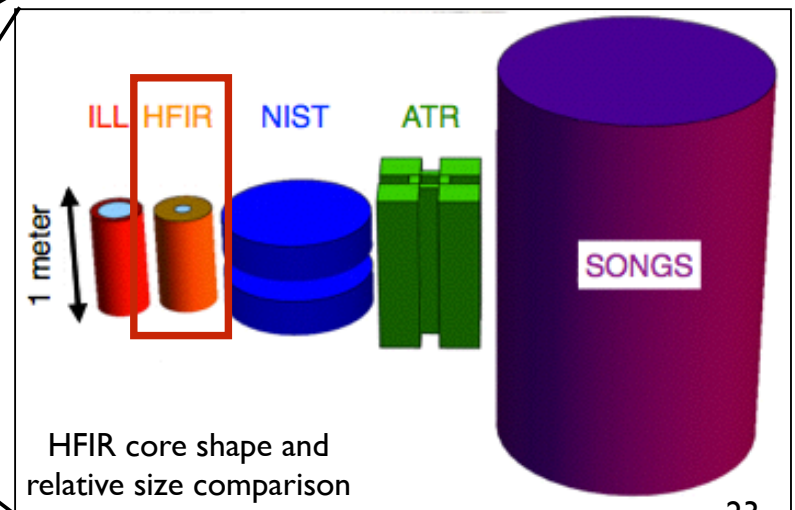 ILL HFIR NIST ATR
1 meter
SONGS
HFIR core shape and
relative size comparison